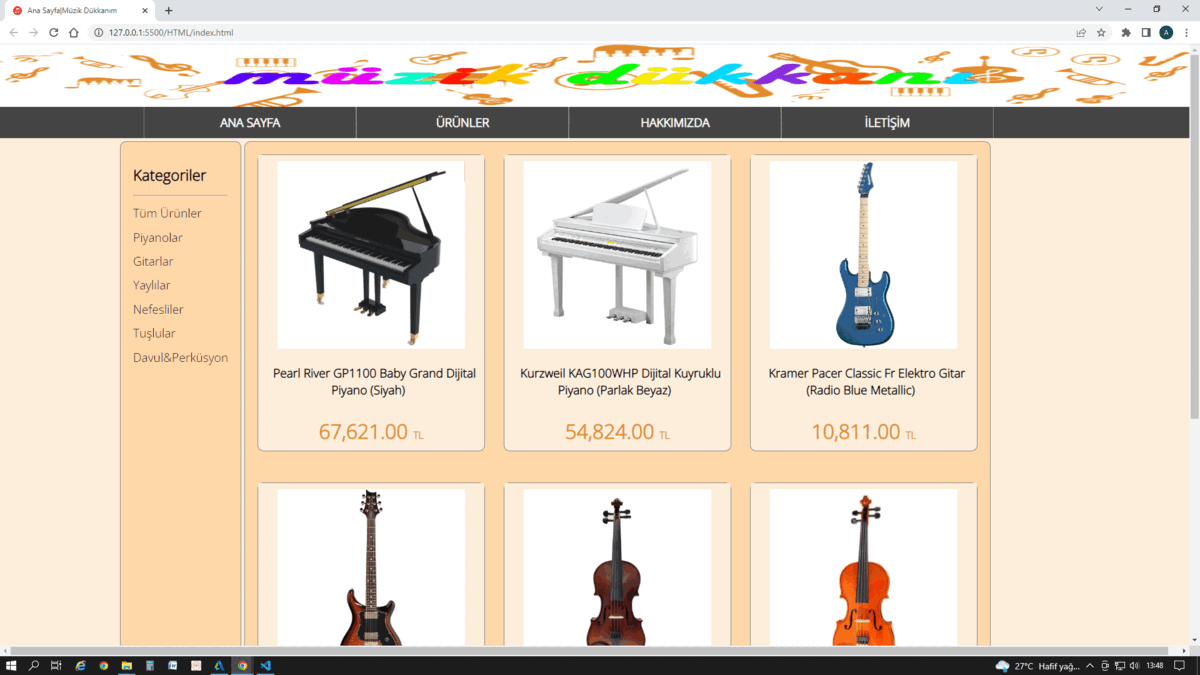 Ana Sayfa|Müzik Dükkanım
127.0.0.1:5500/HTML/index.html
A
müzik dükkanı
ANA SAYFA
ÜRÜNLER
HAKKIMIZDA
İLETİŞİM
Kategoriler
Tüm Ürünler
Piyanolar
Gitarlar
Yaylılar
Nefesliler
Tuşlular
Davul&Perküsyon
Pearl River GP1100 Baby Grand Dijital
Piyano (Siyah)
67,621.00 TL
Kurzweil KAG100WHP Dijital Kuyruklu
Piyano (Parlak Beyaz)
54,824.00 TL
Kramer Pacer Classic Fr Elektro Gitar
(Radio Blue Metallic)
10,811.00 TL
27°C Hafif yağ...
13:48